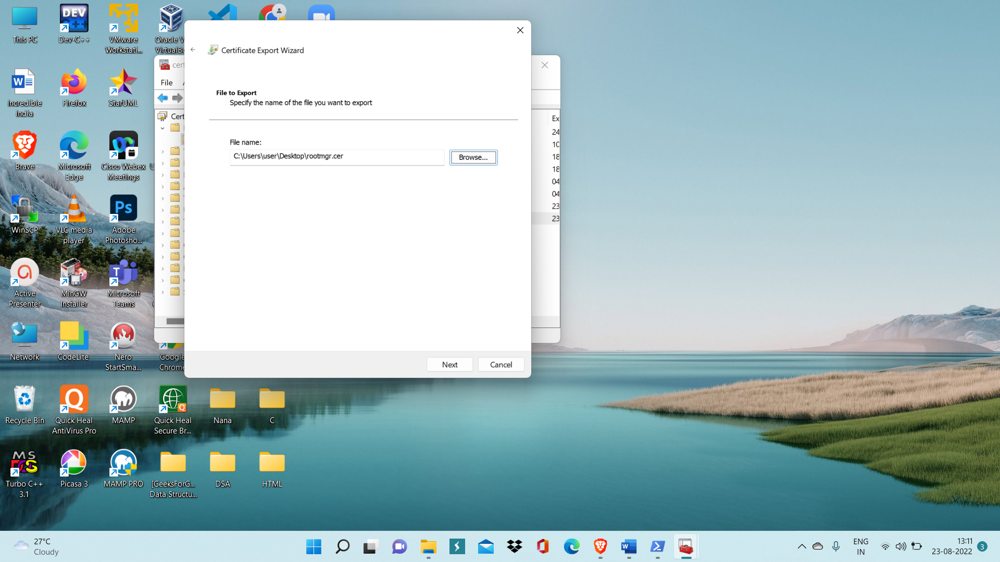 This PC
Dev-C++
VMware
Workstati...
Oracle V
VirtualBo
Certificate Export Wizard
cert
File
File to Export
Specify the name of the file you want to export
Cert
File name:
C:\Users\user\Desktop\rootmgr.cer
Browse...
Ex
24
10
18
18
04
04
23
23
Next
Cancel
incredible
india
Firefox
StarUML
Brave
Microsoft
Edge
Cisco Webex
Meetings
U
WinSCP
VLC media
player
Ps
Adobe
Photosho...
Active
Presenter
MinGW
Installer
Microsoft
Teams
Network
CodeLite
Nero
StartSma...
Google
Chrome
Recycle Bin
Quick Heal
AntiVirus Pro
MAMP
Quick Heal
Secure Br...
Nana
C
Turbo C++
3.1
Picasa 3
MAMP PRO
[GeeksForG...
Data Structu...
DSA
HTML
27°C
Cloudy
ENG
IN
13:11
23-08-2022
3